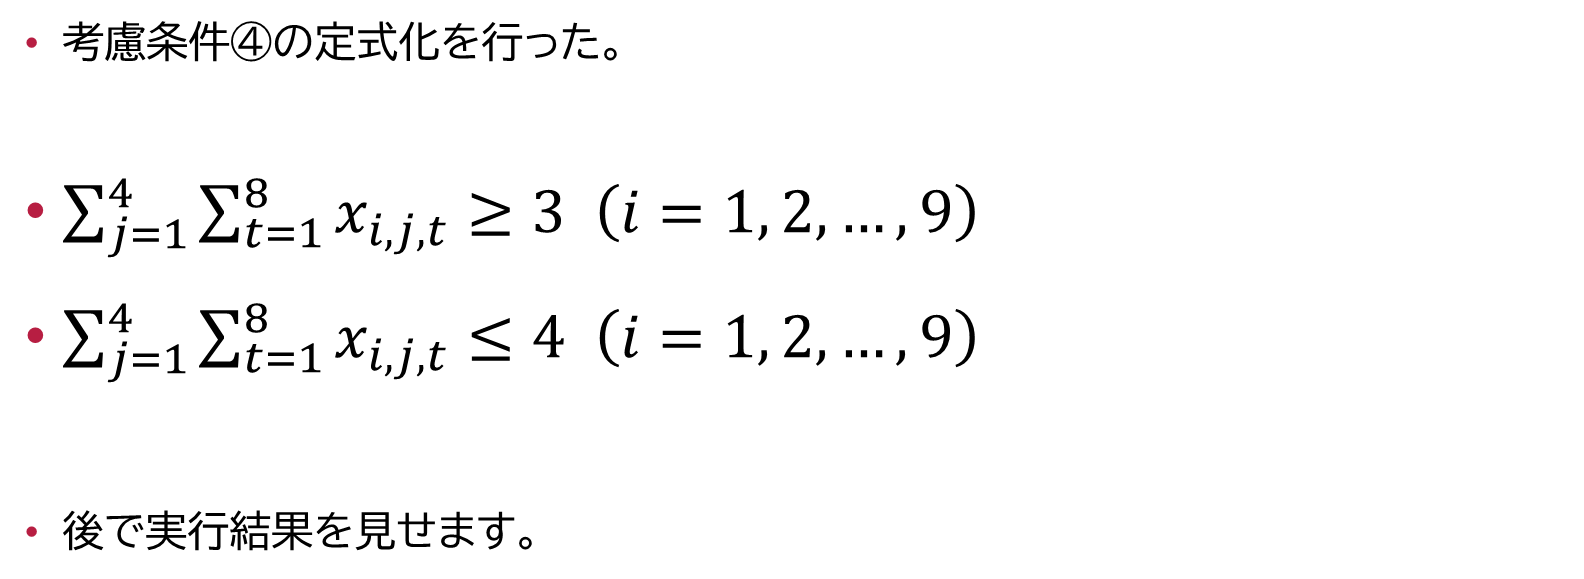 • 考慮条件④の定式化を行った。
• ∑_{j=1}^{4} ∑_{t=1}^{8} x_{i,j,t} ≥ 3 (i = 1, 2, … , 9)
• ∑_{j=1}^{4} ∑_{t=1}^{8} x_{i,j,t} ≤ 4 (i = 1, 2, … , 9)
• 後で実行結果を見せます。